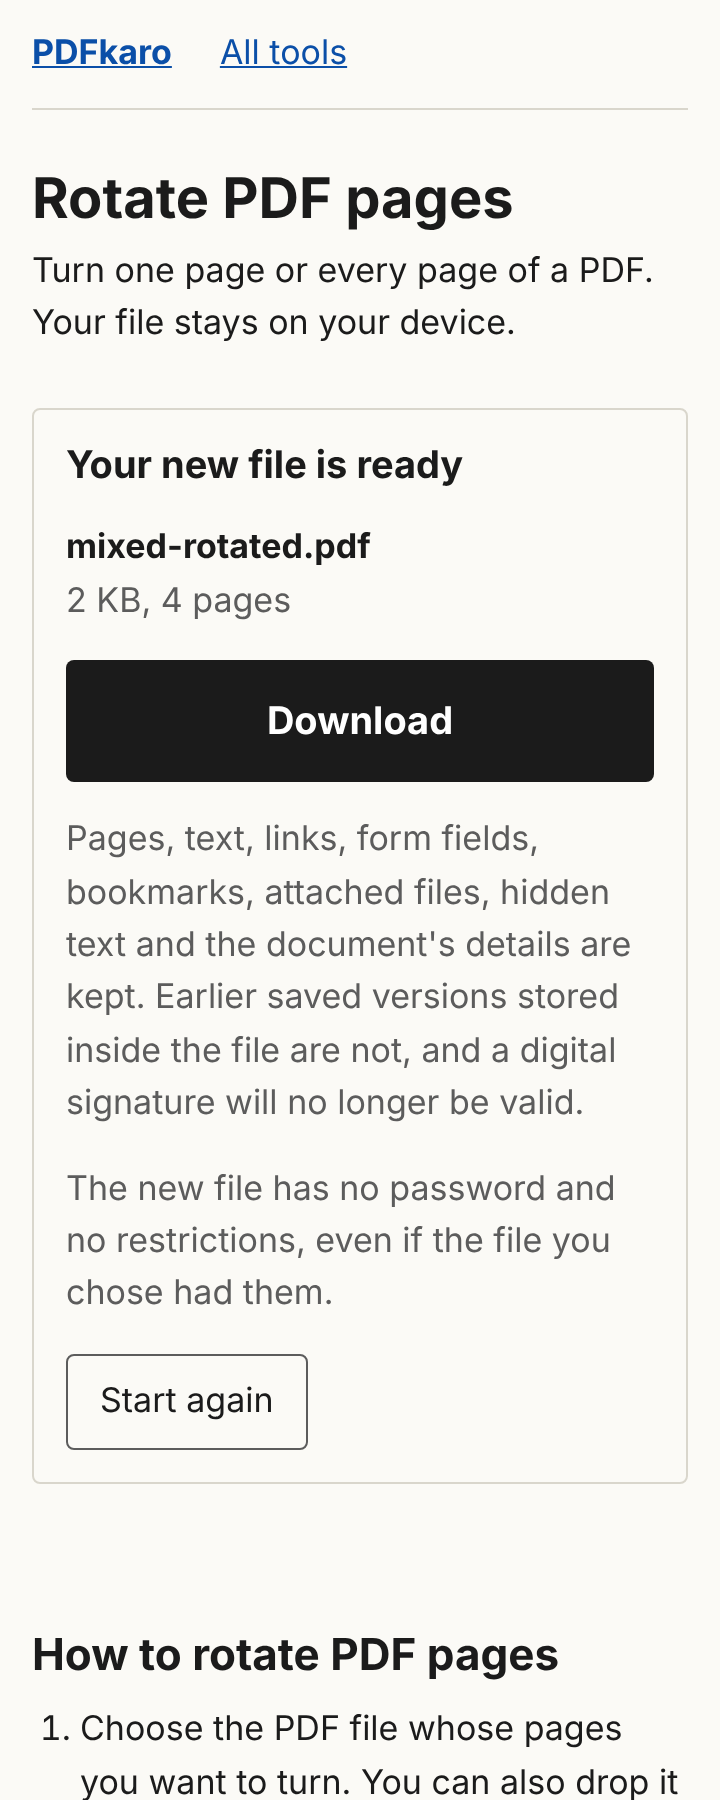 PDFkaro All tools
Rotate PDF pages
Turn one page or every page of a PDF.
Your file stays on your device.
Your new file is ready
mixed-rotated.pdf
2 KB, 4 pages
Download
Pages, text, links, form fields,
bookmarks, attached files, hidden
text and the document's details are
kept. Earlier saved versions stored
inside the file are not, and a digital
signature will no longer be valid.
The new file has no password and
no restrictions, even if the file you
chose had them.
Start again
How to rotate PDF pages
1. Choose the PDF file whose pages
you want to turn. You can also drop it